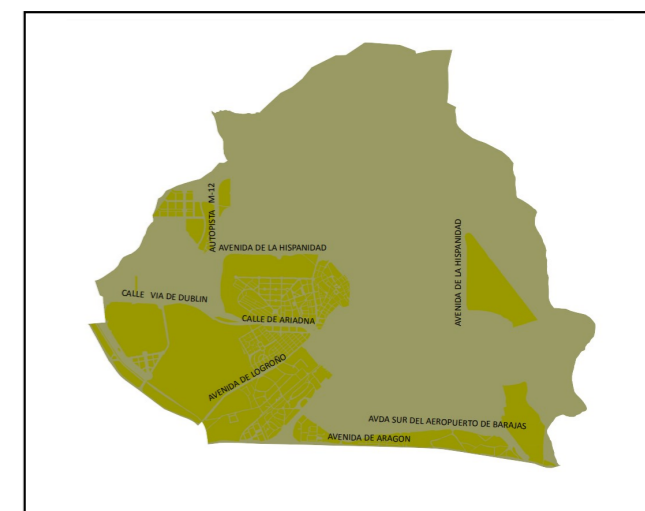 AUTOPISTA M-12
AVENIDA DE LA HISPANIDAD
AVENIDA DE LA HISPANIDAD
CALLE VIA DE DUBLIN
CALLE DE ARIADNA
AVENIDA DE LOGROÑO
AVDA SUR DEL AEROPUERTO DE BARAJAS
AVENIDA DE ARAGON